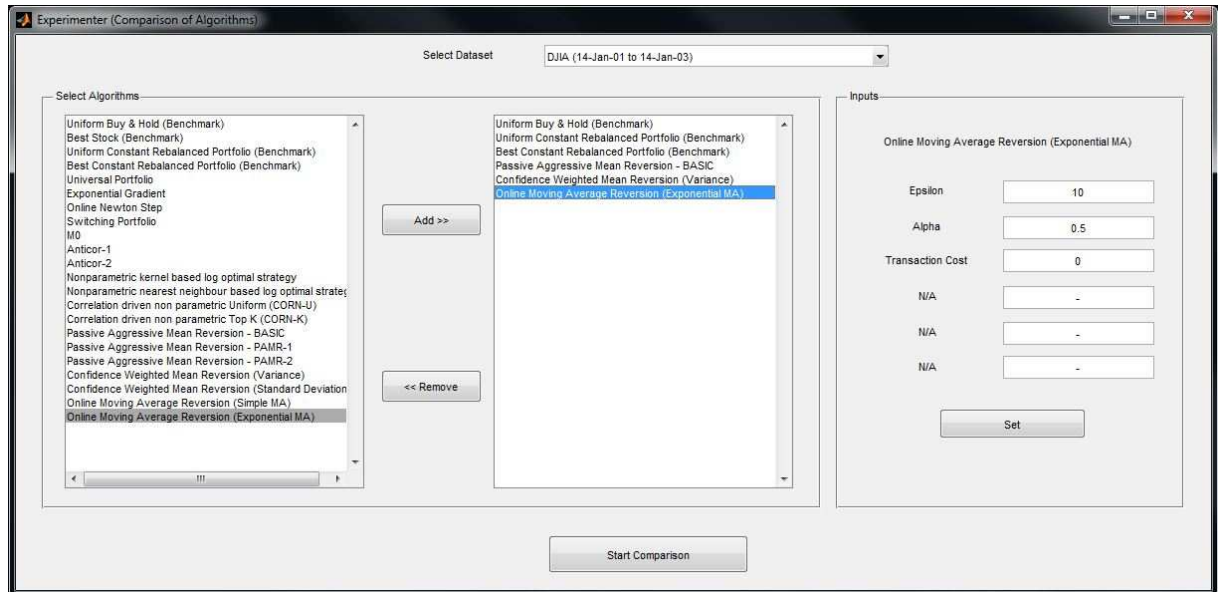 Experimenter (Comparison of Algorithms)
Select Dataset
DJIA (14-Jan-01 to 14-Jan-03)
Select Algorithms
Uniform Buy & Hold (Benchmark)
Best Stock (Benchmark)
Uniform Constant Rebalanced Portfolio (Benchmark)
Best Constant Rebalanced Portfolio (Benchmark)
Universal Portfolio
Exponential Gradient
Online Newton Step
Switching Portfolio
M0
Anticor-1
Anticor-2
Nonparametric kernel based log optimal strategy
Nonparametric nearest neighbour based log optimal strateg
Correlation driven non parametric Uniform (CORN-U)
Correlation driven non parametric Top K (CORN-K)
Passive Aggressive Mean Reversion - BASIC
Passive Aggressive Mean Reversion - PAMR-1
Passive Aggressive Mean Reversion - PAMR-2
Confidence Weighted Mean Reversion (Variance)
Confidence Weighted Mean Reversion (Standard Deviation
Online Moving Average Reversion (Simple MA)
Online Moving Average Reversion (Exponential MA)
Add >>
<< Remove
Uniform Buy & Hold (Benchmark)
Uniform Constant Rebalanced Portfolio (Benchmark)
Best Constant Rebalanced Portfolio (Benchmark)
Passive Aggressive Mean Reversion - BASIC
Confidence Weighted Mean Reversion (Variance)
Online Moving Average Reversion (Exponential MA)
Inputs
Online Moving Average Reversion (Exponential MA)
Epsilon 10
Alpha 0.5
Transaction Cost 0
N/A -
N/A -
N/A -
Set
Start Comparison